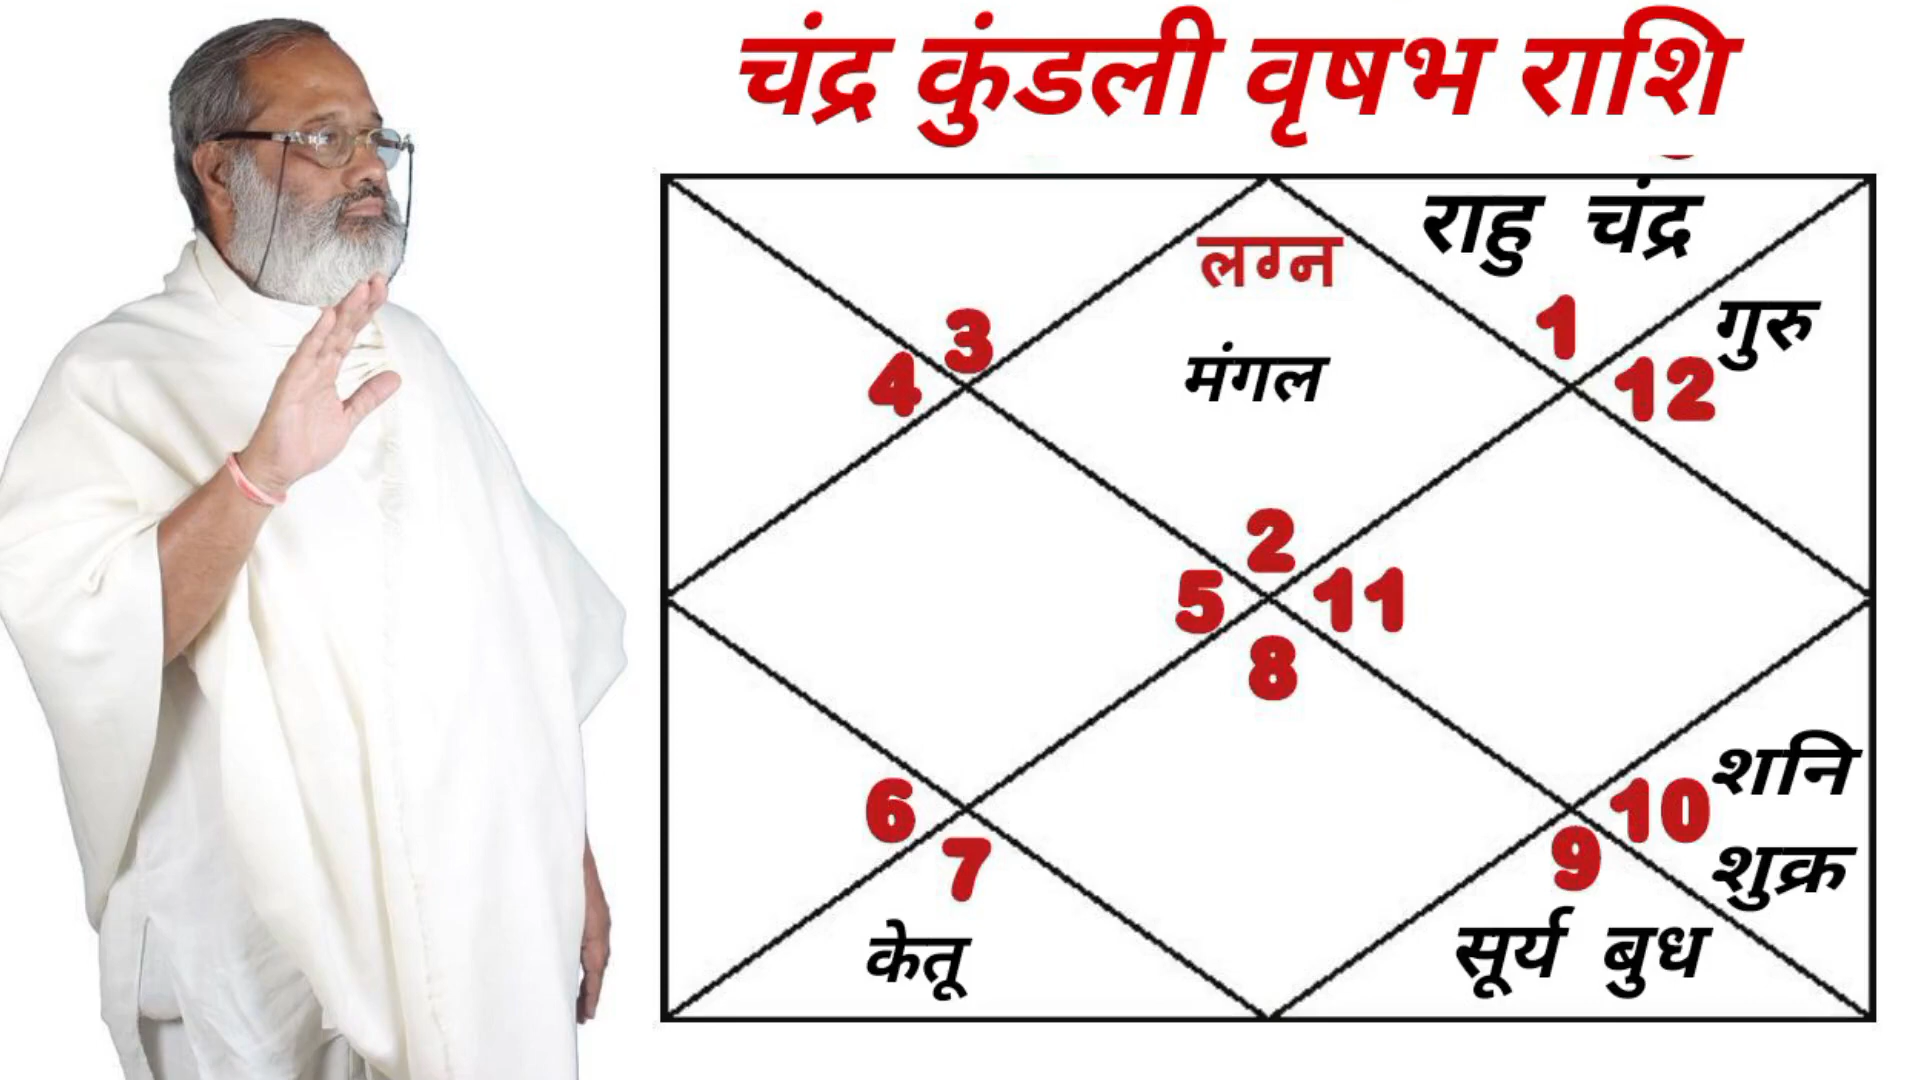 चंद्र कुंडली वृषभ राशि
राहु चंद्र
लग्न
गुरु
1
3
मंगल
4
12
2
5
11
8
शनि
6
10
9
7
शुक्र
केतू
सूर्य बुध